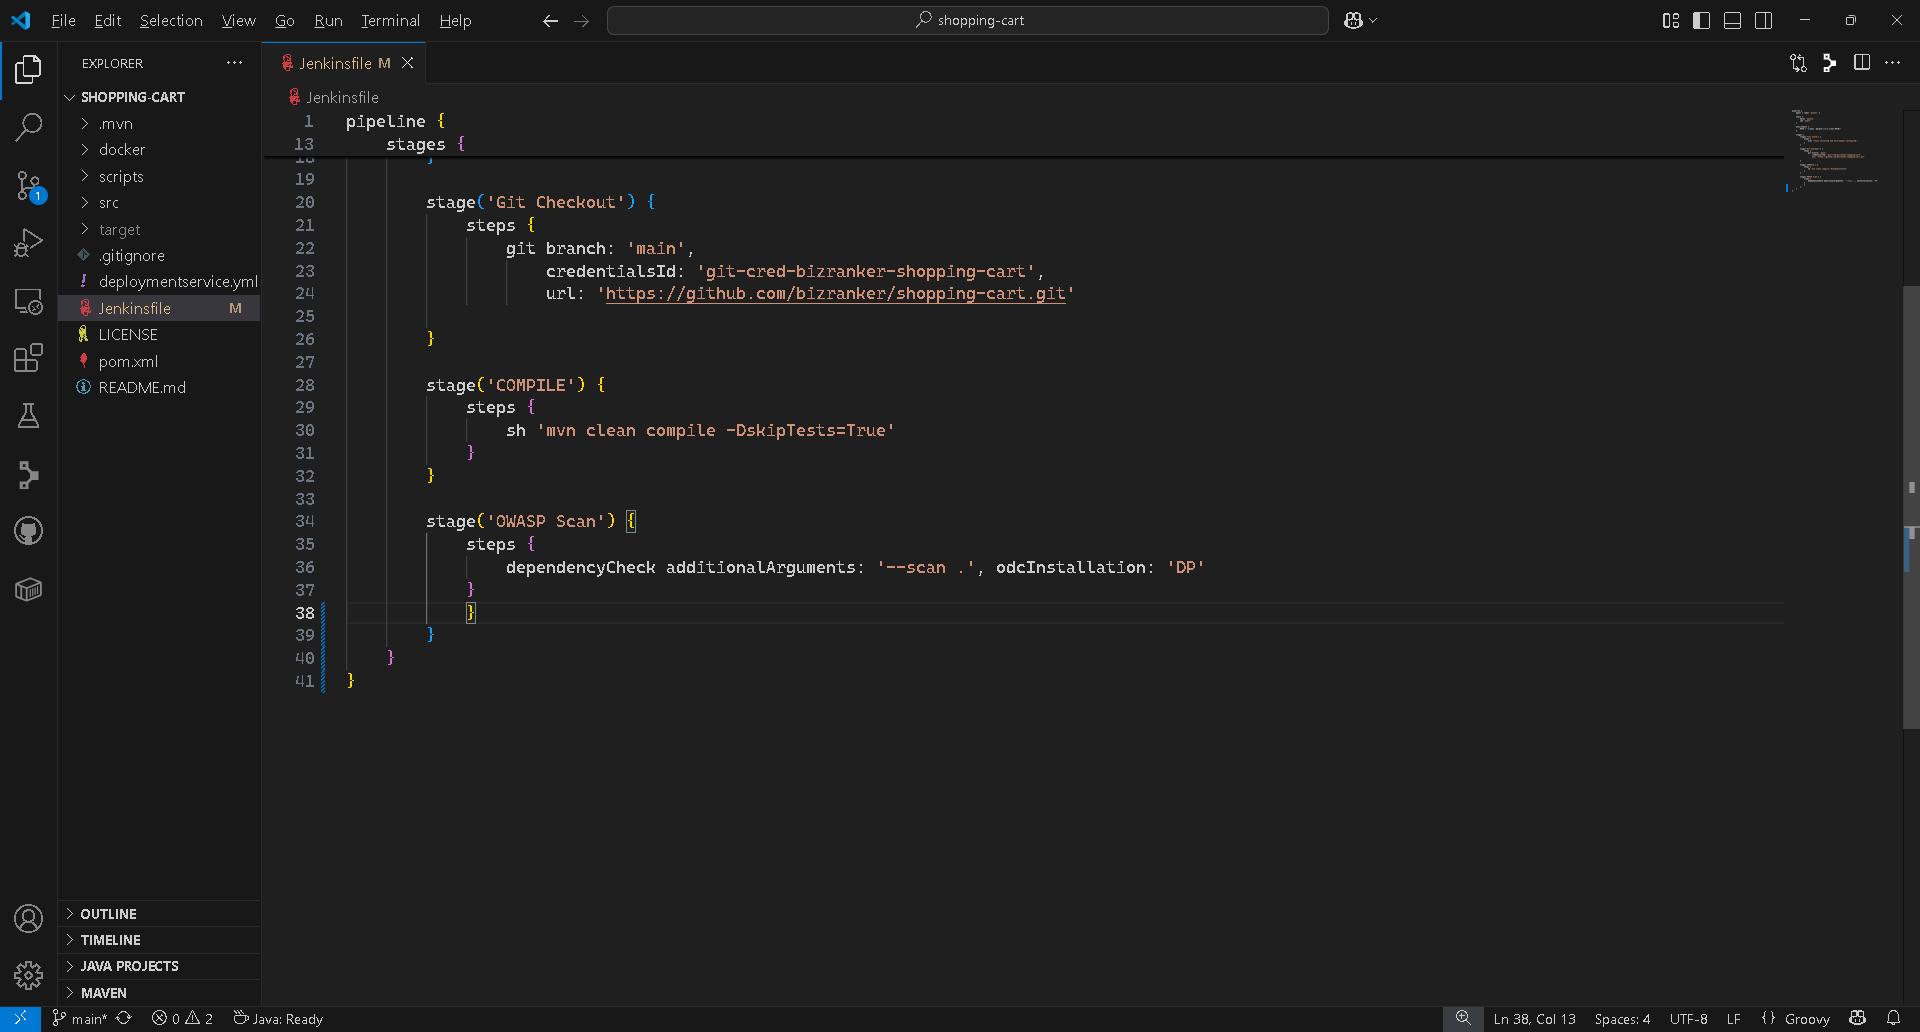 File Edit Selection View Go Run Terminal Help
shopping-cart
EXPLORER
SHOPPING-CART
.mvn
docker
scripts
src
target
.gitignore
! deploymentservice.yml
Jenkinsfile M
LICENSE
pom.xml
README.md
OUTLINE
TIMELINE
JAVA PROJECTS
MAVEN
1
Jenkinsfile M
Jenkinsfile
1 pipeline {
13 stages {
18 }
19
20 stage('Git Checkout') {
21 steps {
22 git branch: 'main',
23 credentialsId: 'git-cred-bizranker-shopping-cart',
24 url: 'https://github.com/bizranker/shopping-cart.git'
25
26 }
27
28 stage('COMPILE') {
29 steps {
30 sh 'mvn clean compile -DskipTests=True'
31 }
32 }
33
34 stage('OWASP Scan') {
35 steps {
36 dependencyCheck additionalArguments: '--scan .', odcInstallation: 'DP'
37 }
38 }
39 }
40 }
41 }
main* 0 2 Java: Ready
Ln 38, Col 13 Spaces: 4 UTF-8 LF {} Groovy